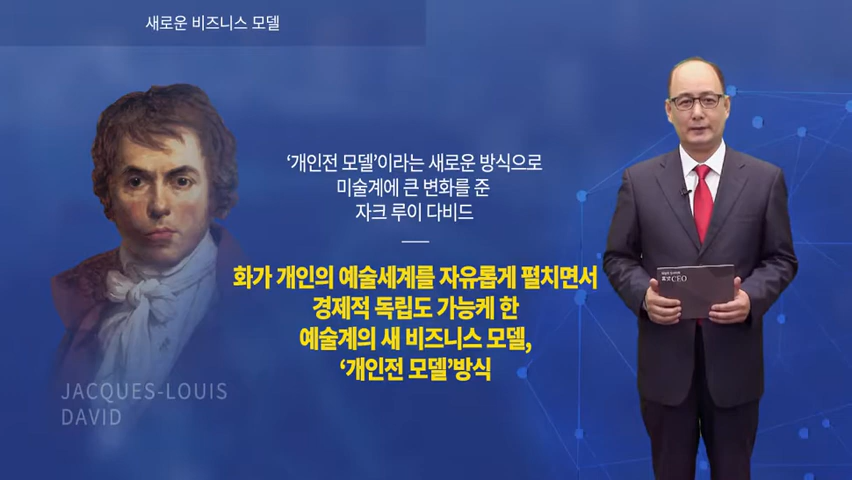 새로운 비즈니스 모델
‘개인전 모델’이라는 새로운 방식으로
미술계에 큰 변화를 준
자크 루이 다비드
화가 개인의 예술세계를 자유롭게 펼치면서
경제적 독립도 가능케 한
예술계의 새 비즈니스 모델,
‘개인전 모델’방식
JACQUES-LOUIS
DAVID
CEO